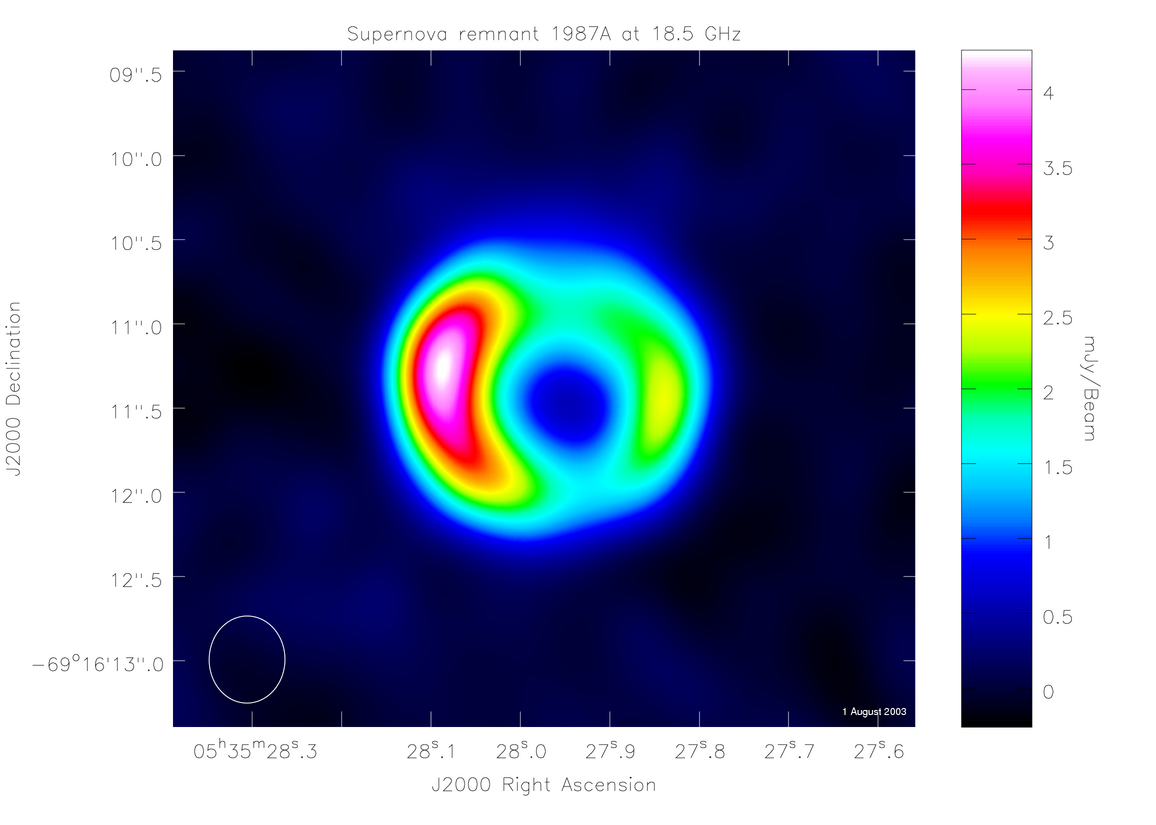 Supernova remnant 1987A at 18.5 GHz
09".5
10".0
10".5
11".0
11".5
12".0
12".5
−69°16'13".0
J2000 Declination
05ʰ35ᵐ28ˢ.3
28ˢ.1
28ˢ.0
27ˢ.9
27ˢ.8
27ˢ.7
27ˢ.6
J2000 Right Ascension
1 August 2003
4
3.5
3
2.5
2
1.5
1
0.5
0
mJy/Beam